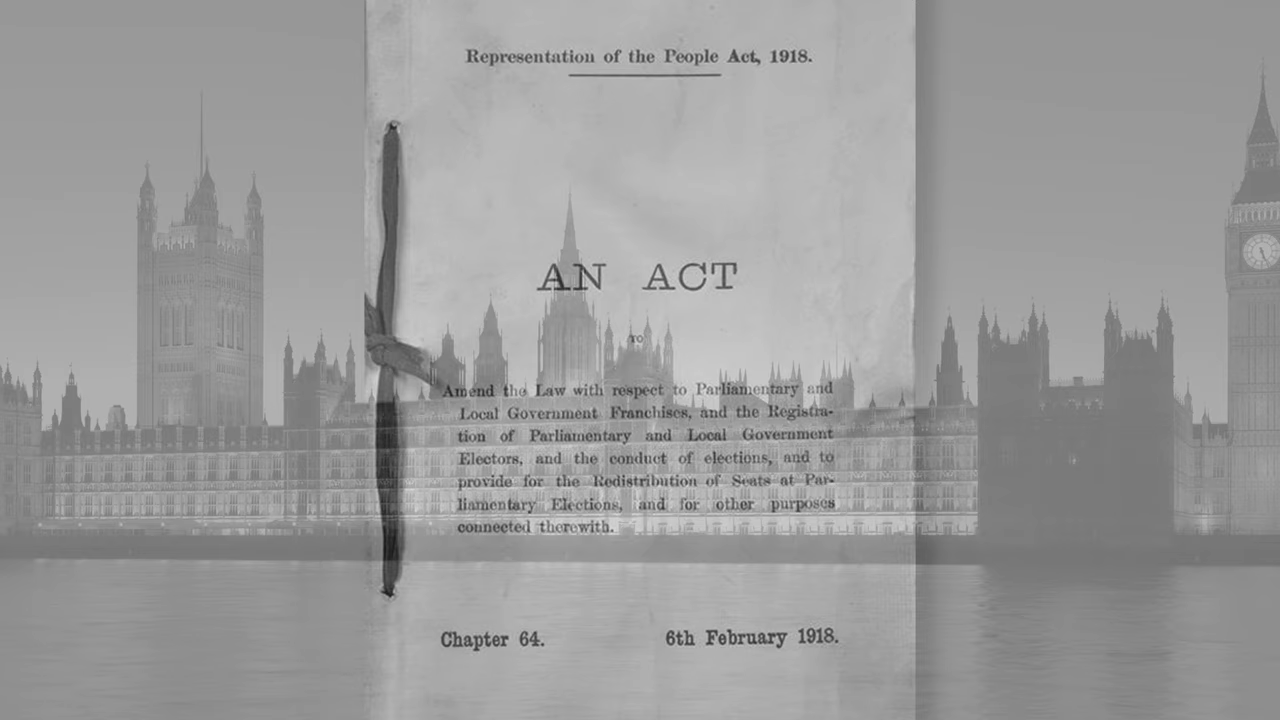 Representation of the People Act, 1918.
AN ACT
TO
Amend the Law with respect to Parliamentary and
Local Government Franchises, and the Registra-
tion of Parliamentary and Local Government
Electors, and the conduct of elections, and to
provide for the Redistribution of Seats at Par-
liamentary Elections, and for other purposes
connected therewith.
Chapter 64. 6th February 1918.